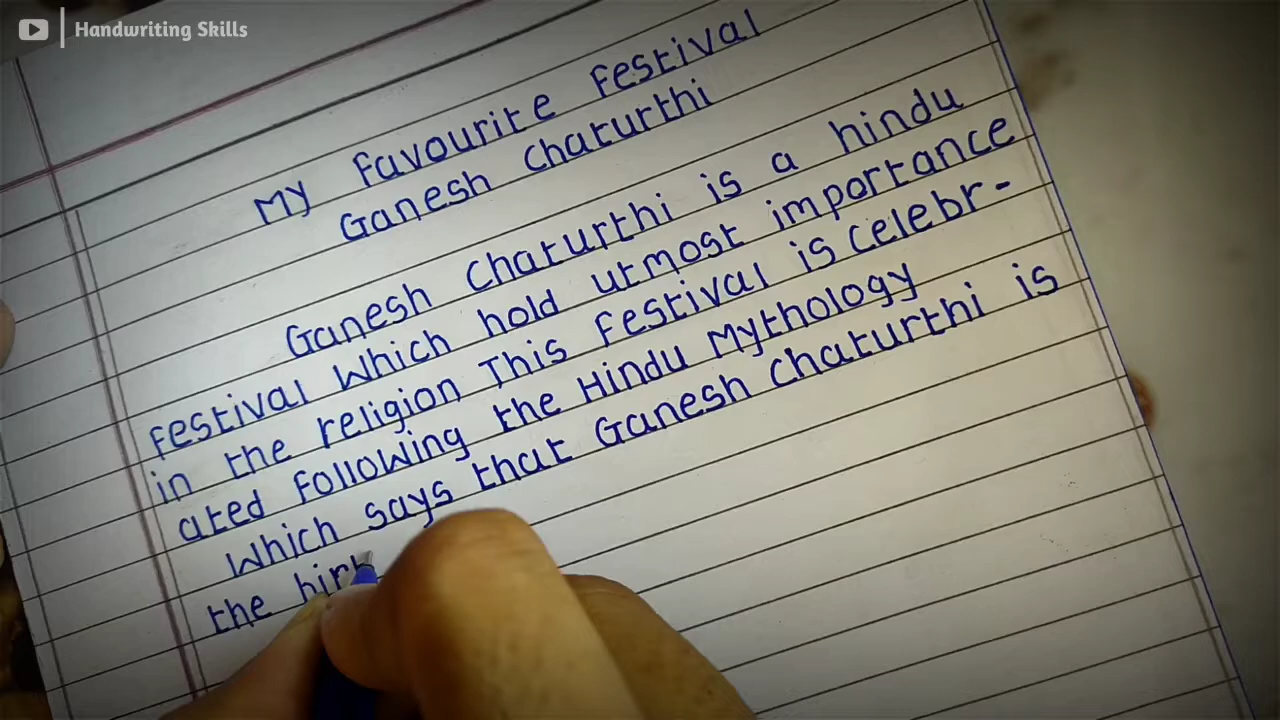 Handwriting Skills
My Favourite Festival
Ganesh Chaturthi
Ganesh Chaturthi is a hindu
Festival Which hold utmost importance
in the religion This Festival is celebr-
ated Following the Hindu Mythology
Which says that Ganesh Chaturthi is
the